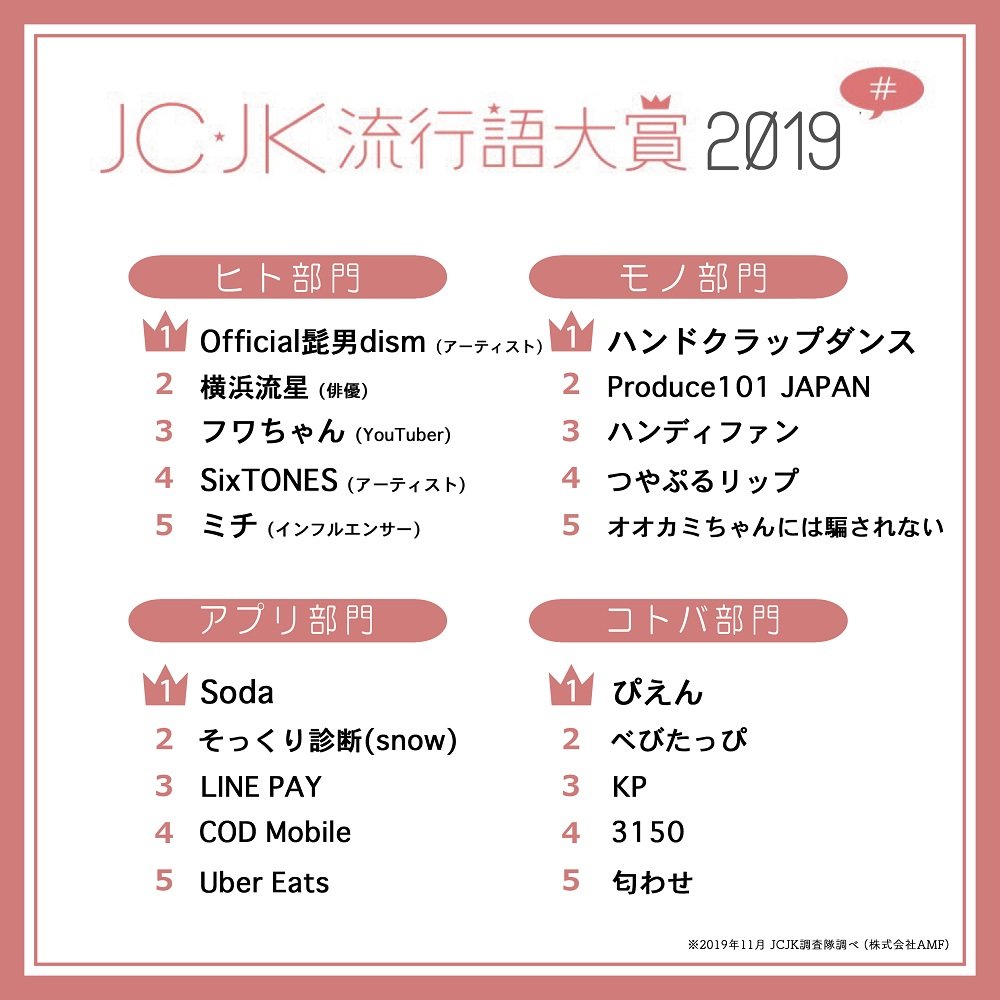 JC★JK流行語大賞 2019
#
ヒト部門
1 Official髭男dism (アーティスト)
2 横浜流星 (俳優)
3 フワちゃん (YouTuber)
4 SixTONES (アーティスト)
5 ミチ (インフルエンサー)
モノ部門
1 ハンドクラップダンス
2 Produce101 JAPAN
3 ハンディファン
4 つやぷるリップ
5 オオカミちゃんには騙されない
アプリ部門
1 Soda
2 そっくり診断(snow)
3 LINE PAY
4 COD Mobile
5 Uber Eats
コトバ部門
1 ぴえん
2 べびたっぴ
3 KP
4 3150
5 匂わせ
※2019年11月 JCJK調査隊調べ (株式会社AMF)